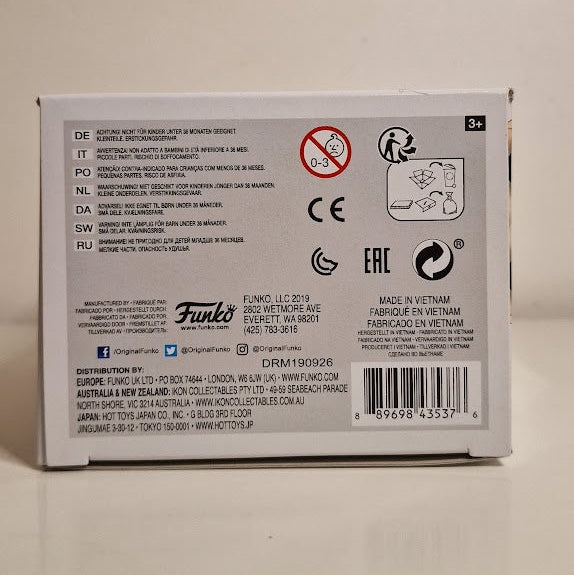 3+
DE ACHTUNG! NICHT FÜR KINDER UNTER 36 MONATEN GEEIGNET.
KLEINTEILE. ERSTICKUNGSGEFAHR.
IT AVVERTENZA! NON ADATTO A BAMBINI DI ETÀ INFERIORE A 36 MESI.
PICCOLE PARTI. RISCHIO DI SOFFOCAMENTO.
PO ATENÇÃO! CONTRA-INDICADO PARA CRIANÇAS COM MENOS DE 36 MESES.
PEQUENAS PARTES. RISCO DE ASFIXIA.
NL WAARSCHUWING! NIET GESCHIKT VOOR KINDEREN JONGER DAN 36 MAANDEN.
KLEINE ONDERDELEN. VERSTIKKINGSGEVAAR.
DA ADVARSEL! IKKE EGNET TIL BØRN UNDER 36 MÅNEDER.
SMÅ DELE. KVÆLNINGSFARE.
SW VARNING! INTE LÄMPLIG FÖR BARN UNDER 36 MÅNADER.
SMÅ DELAR. KVÄVNINGSRISK.
RU ВНИМАНИЕ! НЕ ПРИГОДНО ДЛЯ ДЕТЕЙ МЛАДШЕ 36 МЕСЯЦЕВ.
МЕЛКИЕ ЧАСТИ. ОПАСНОСТЬ УДУШЬЯ.
0-3
CE
EAC
®
MANUFACTURED BY • FABRIQUÉ PAR
FABRICADO POR • HERGESTELLT DURCH
FABBRICATO DA • FABRICADO POR
VERVAARDIGD DOOR • FREMSTILLET AF
TILLVERKAD AV • ПРОИЗВОДИТЕЛЬ:
Funko
www.funko.com
FUNKO, LLC 2019
2802 WETMORE AVE
EVERETT, WA 98201
(425) 783-3616
/OriginalFunko @OriginalFunko @OriginalFunko
DRM190926
MADE IN VIETNAM
FABRIQUÉ EN VIETNAM
FABRICADO EN VIETNAM
HERGESTELLT IN VIETNAM • FABBRICATO IN VIETNAM
FABRICADO NO VIETNAM • VERVAARDIGD IN VIETNAM
PRODUCERET I VIETNAM • TILLVERKAD I VIETNAM
СДЕЛАНО ВО ВЬЕТНАМЕ
DISTRIBUTION BY:
EUROPE: FUNKO UK LTD • PO BOX 74644 • LONDON, W6 6JW (UK) • WWW.FUNKO.COM
AUSTRALIA & NEW ZEALAND: IKON COLLECTABLES PTY LTD • 49-59 SEABEACH PARADE
NORTH SHORE, VIC 3214 AUSTRALIA • WWW.IKONCOLLECTABLES.COM.AU
JAPAN: HOT TOYS JAPAN CO., INC. • G BLDG 3RD FLOOR
JINGUMAE 3-30-12 • TOKYO 150-0001 • WWW.HOTTOYS.JP
8 89698 43537 6